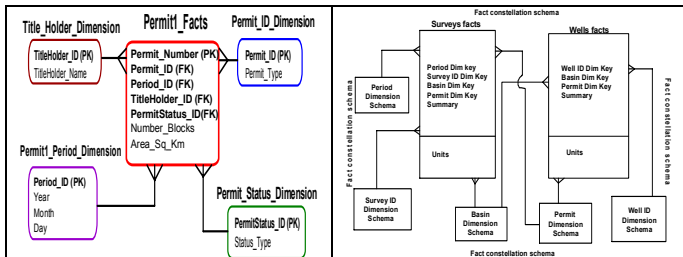 Title_Holder_Dimension
TitleHolder_ID (PK)
TitleHolder_Name
Permit1_Facts
Permit_Number (PK)
Permit_ID (FK)
Period_ID (FK)
TitleHolder_ID (FK)
PermitStatus_ID(FK)
Number_Blocks
Area_Sq_Km
Permit_ID_Dimension
Permit_ID (PK)
Permit_Type
Permit1_Period_Dimension
Period_ID (PK)
Year
Month
Day
Permit_Status_Dimension
PermitStatus_ID (PK)
Status_Type
Fact constellation schema
Surveys facts
Wells facts
Period Dim key
Survey ID Dim Key
Basin Dim Key
Permit Dim Key
Summary
Units
Well ID Dim Key
Basin Dim Key
Permit Dim Key
Summary
Units
Fact constellation schema
Fact constellation schema
Period
Dimension
Schema
Survey ID
Dimension
Schema
Basin
Dimension
Schema
Permit
Dimension
Schema
Well ID
Dimension
Schema
Fact constellation schema